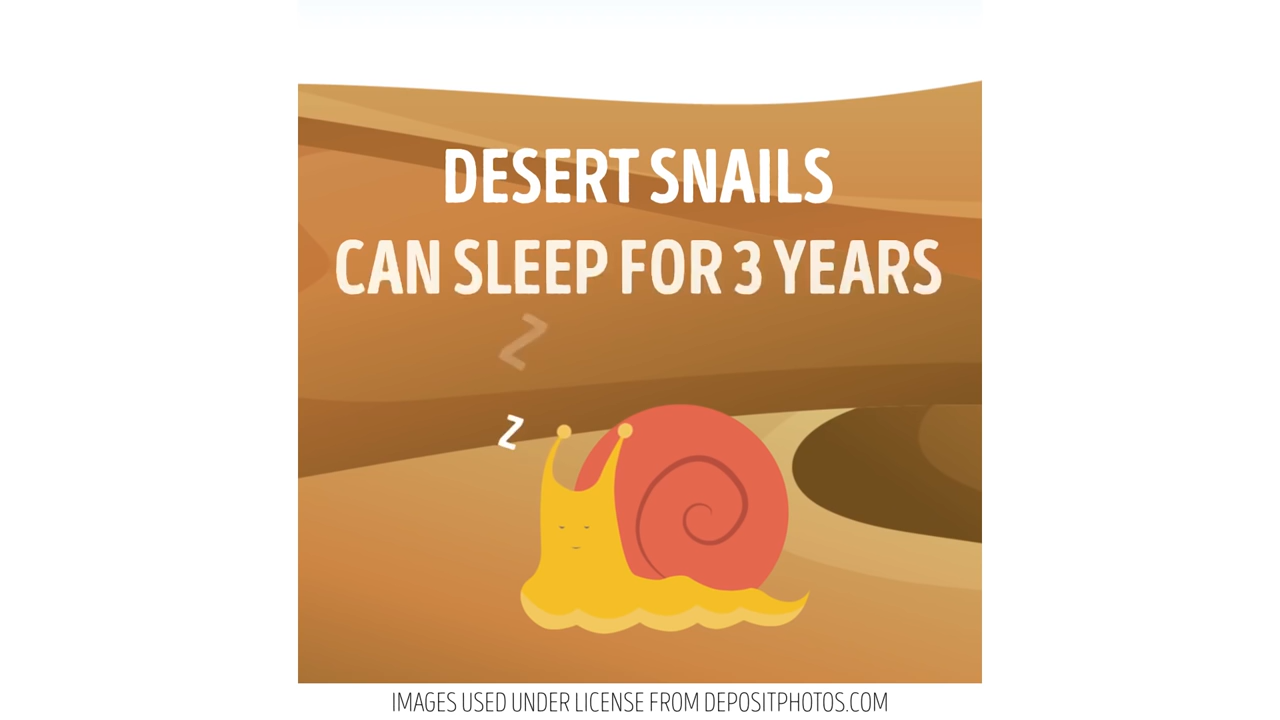 DESERT SNAILS
CAN SLEEP FOR 3 YEARS
Z
Z
IMAGES USED UNDER LICENSE FROM DEPOSITPHOTOS.COM